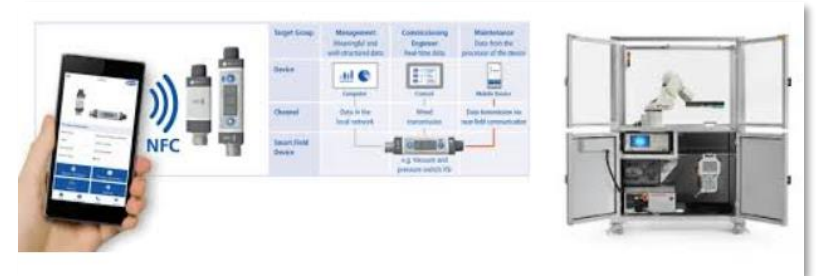 NFC
Target Group
Management
Meaningful and
well-structured data
Commissioning
Engineer
Real time data
Maintenance
Data from the
processor of the device
Device
Computer
Control
Mobile Device
Channel
Data in the
local network
Wired
transmission
Data transmission via
near field communication
Smart Field
Device
e.g. Vacuum and
pressure switch VSi